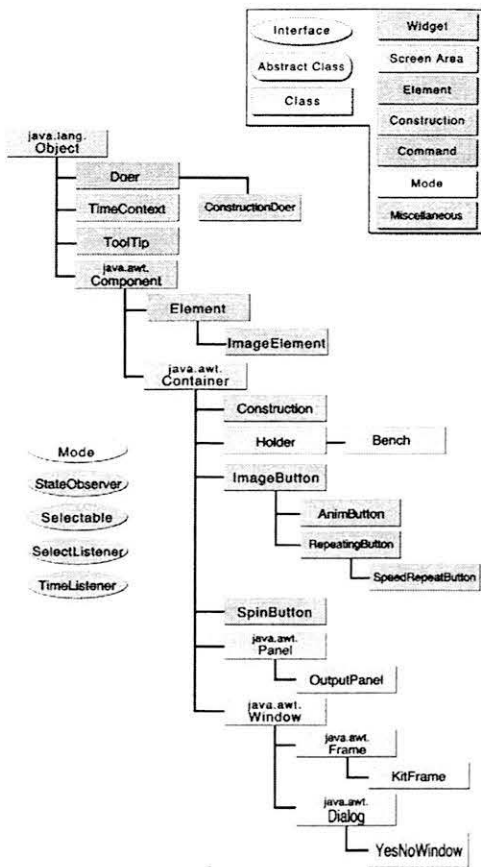 Interface
Abstract Class
Class
Widget
Screen Area
Element
Construction
Command
Mode
Miscellaneous
java.lang.
Object
Doer
ConstructionDoer
TimeContext
ToolTip
java.awt.
Component
Element
ImageElement
java.awt.
Container
Construction
Holder
Bench
ImageButton
AnimButton
RepeatingButton
SpeedRepeatButton
SpinButton
java.awt.
Panel
OutputPanel
java.awt.
Window
java.awt.
Frame
KitFrame
java.awt.
Dialog
YesNoWindow
Mode
StateObserver
Selectable
SelectListener
TimeListener